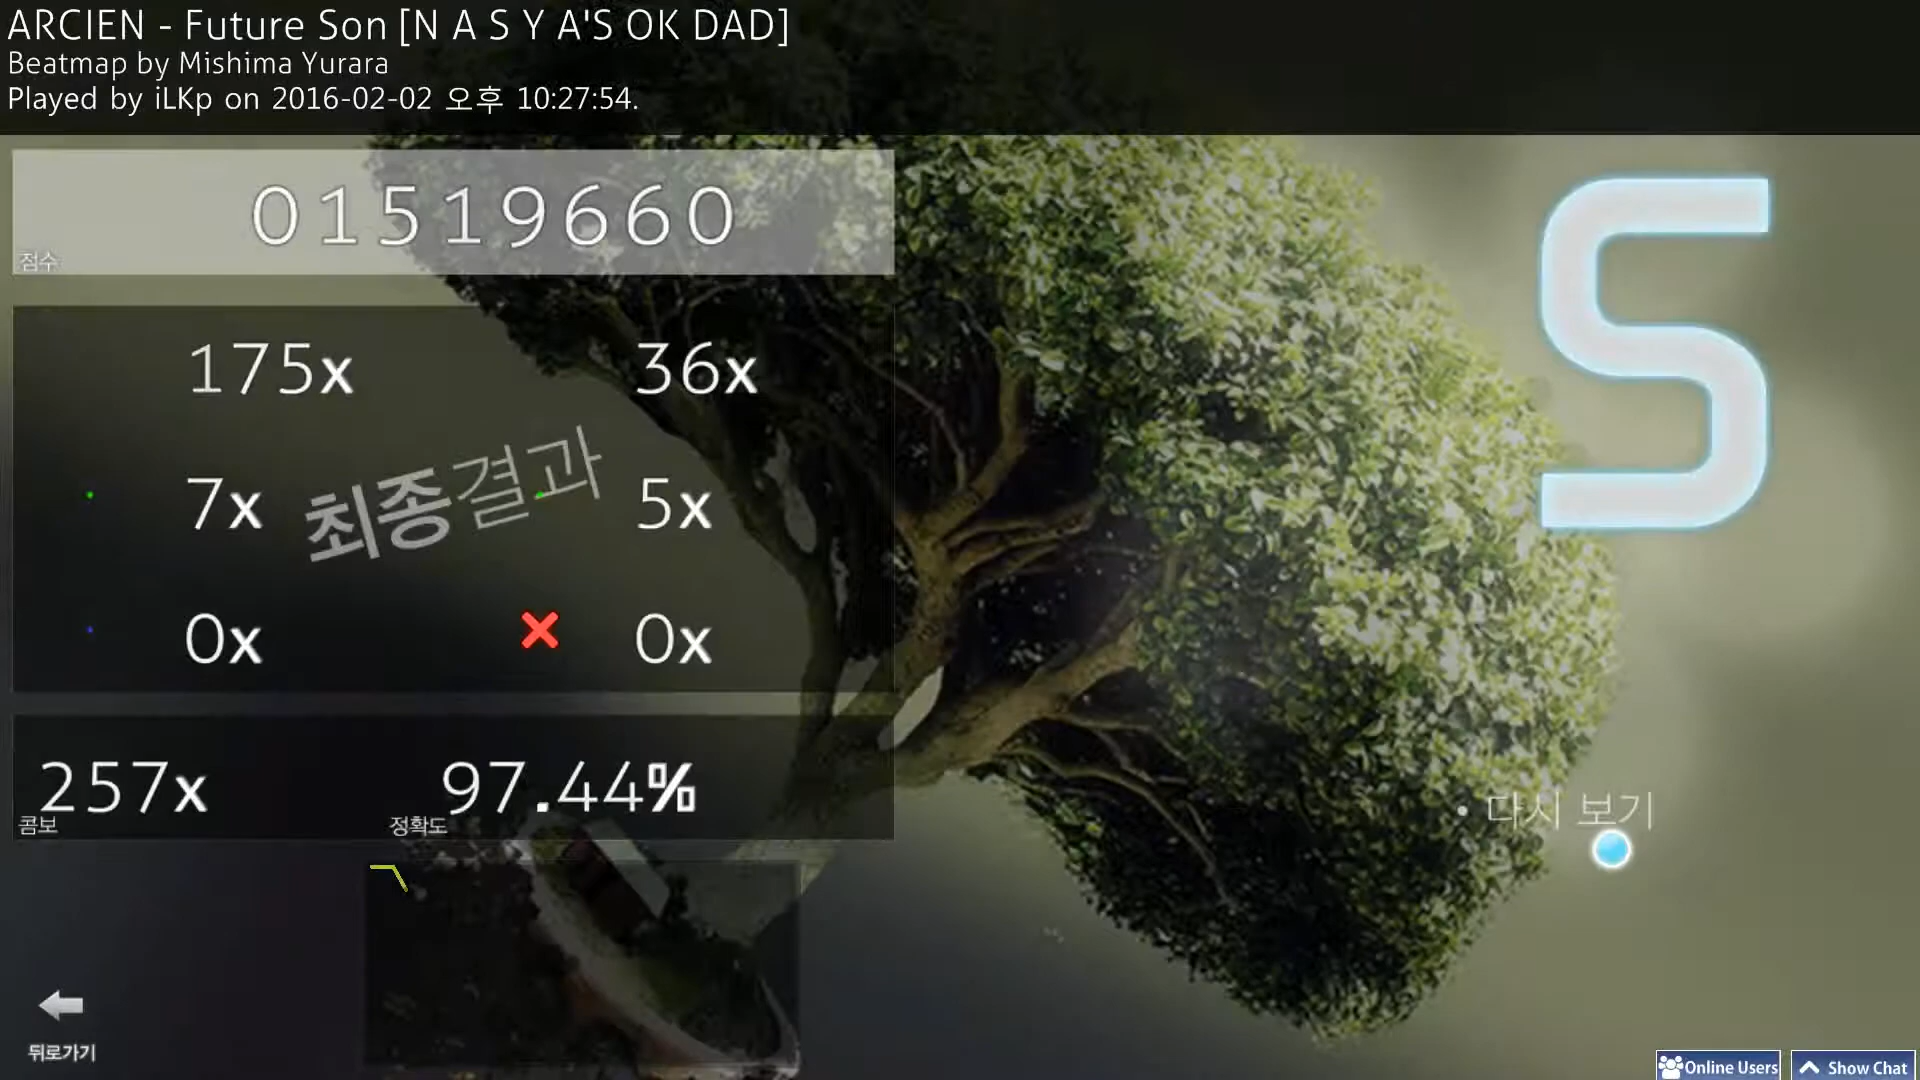 ARCIEN - Future Son [N A S Y A'S OK DAD]
Beatmap by Mishima Yurara
Played by iLKp on 2016-02-02 오후 10:27:54.
01519660
점수
175x 36x
최종결과
7x 5x
0x 0x
257x 97.44%
콤보 정확도
• 다시 보기
뒤로가기
Online Users Show Chat
S